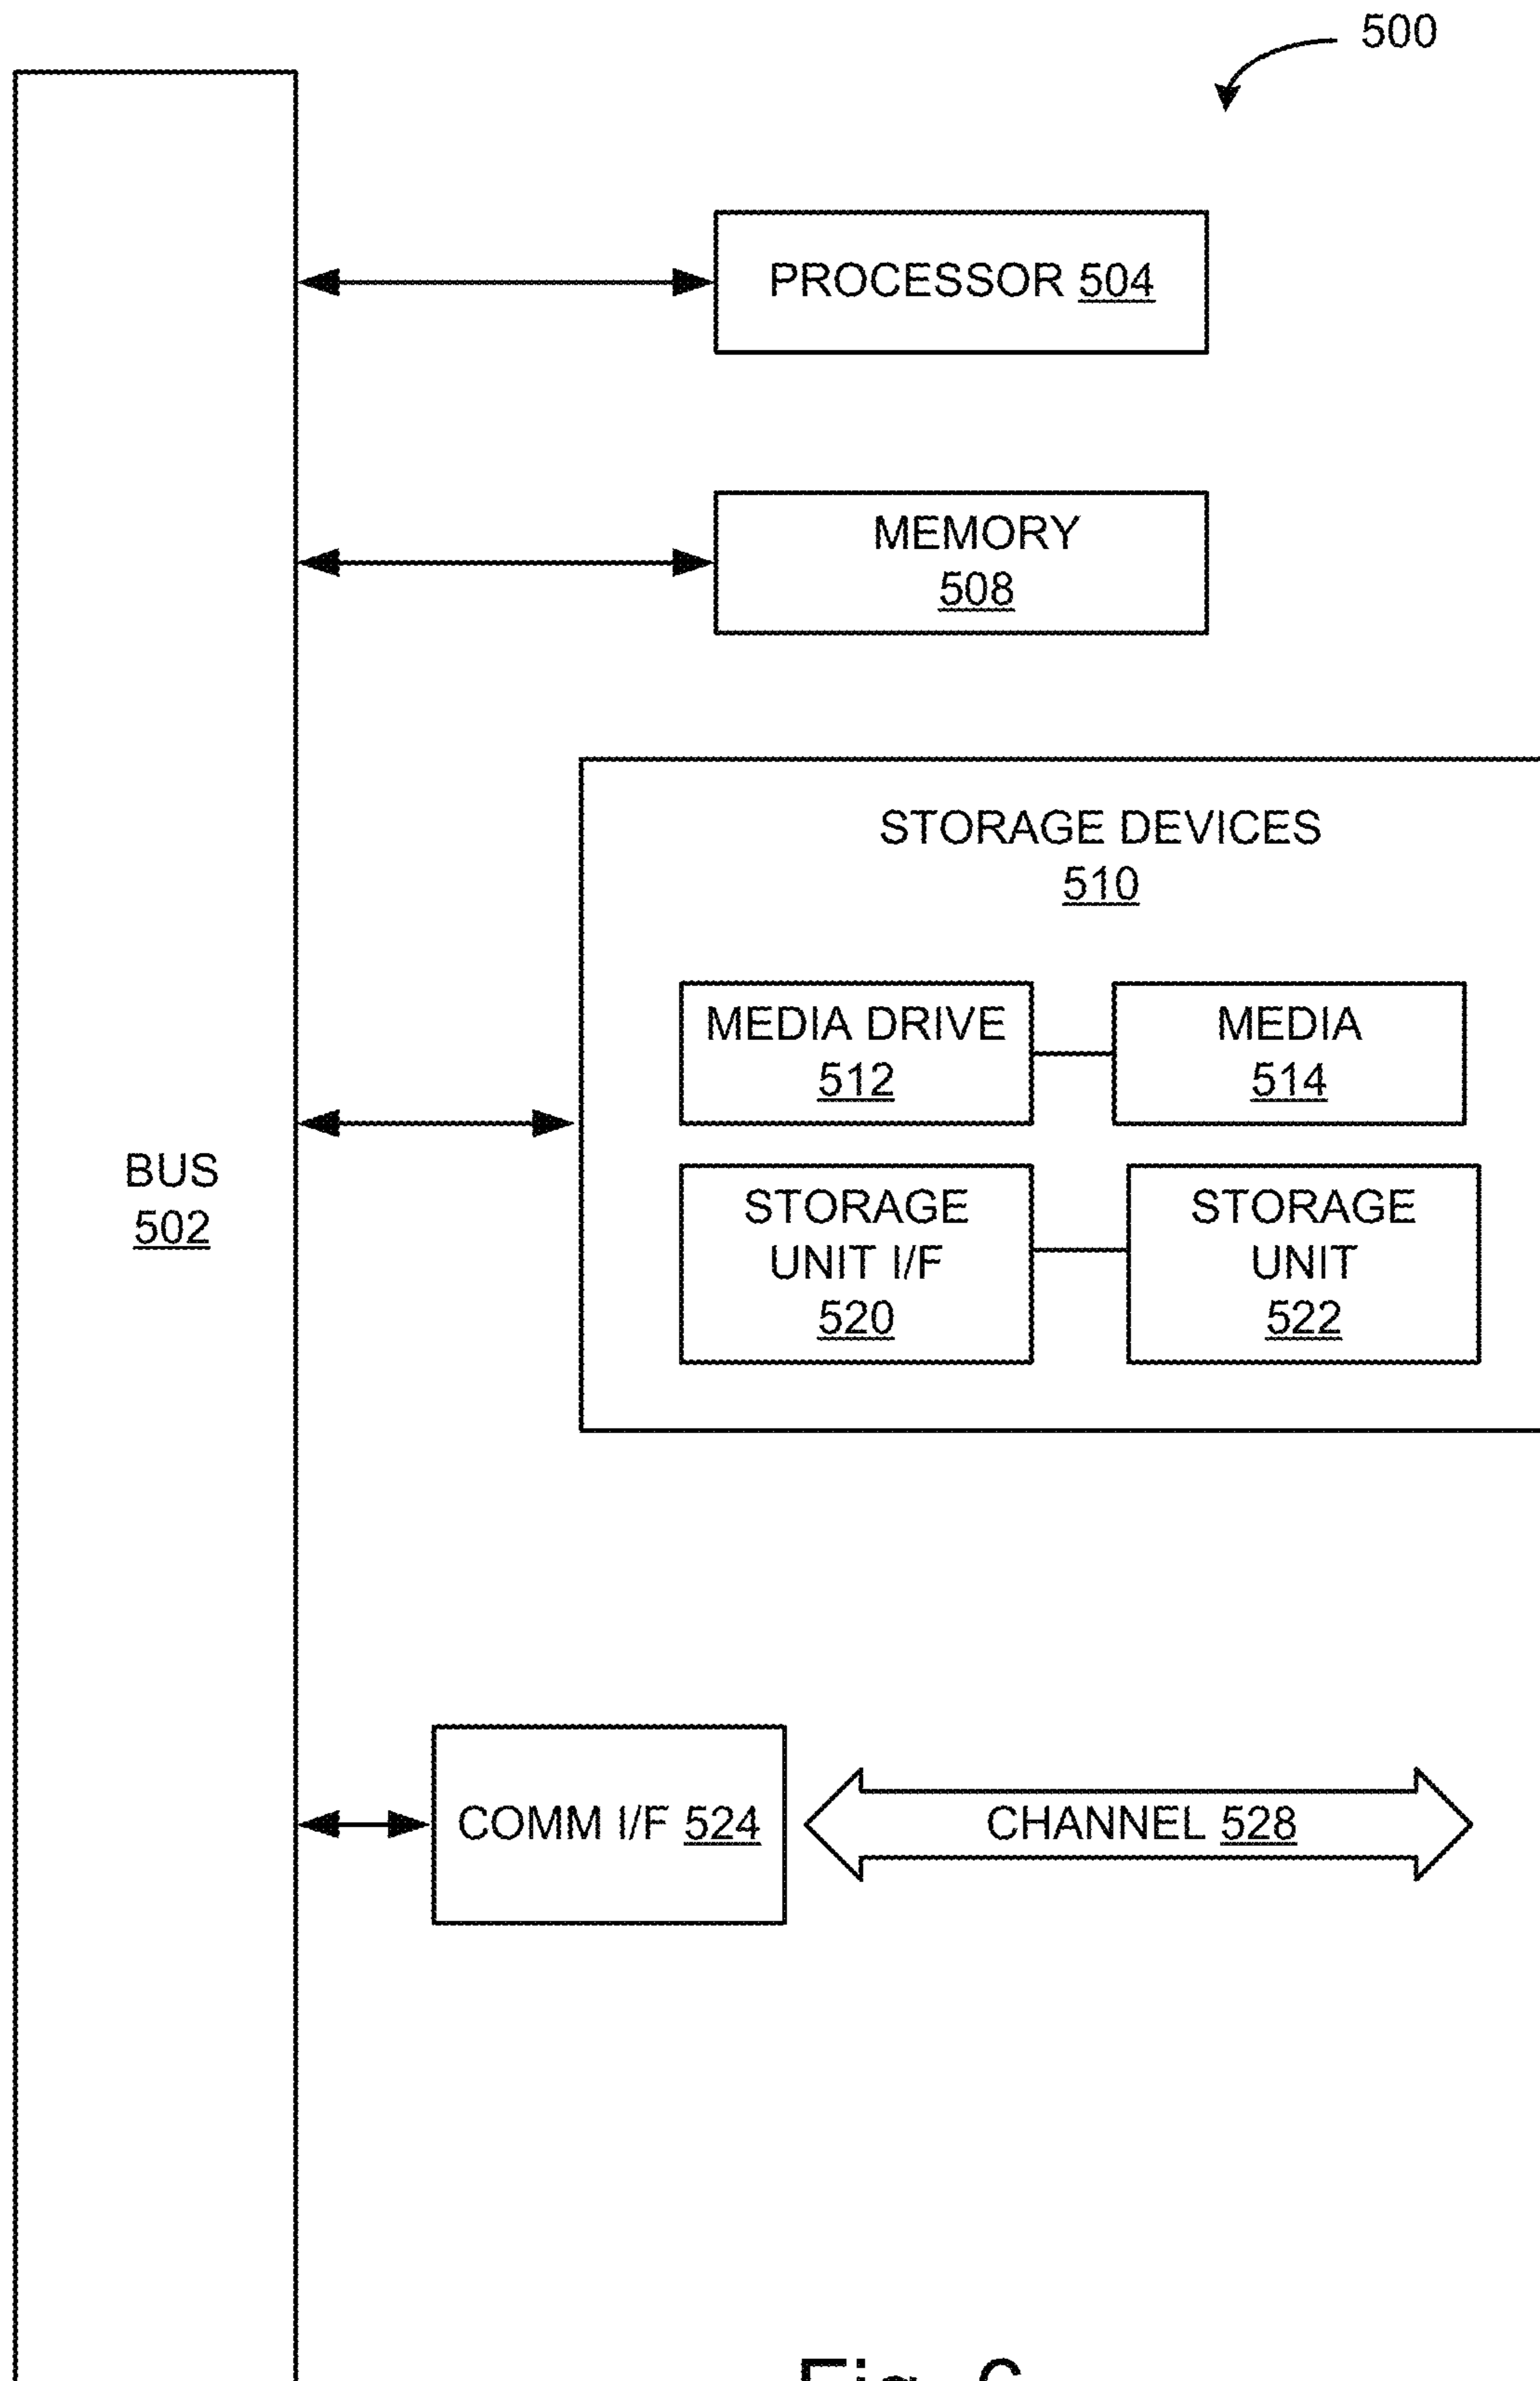 500
PROCESSOR 504
MEMORY
508
STORAGE DEVICES
510
MEDIA DRIVE
512
MEDIA
514
BUS
502
STORAGE
UNIT I/F
520
STORAGE
UNIT
522
COMM I/F 524
CHANNEL 528